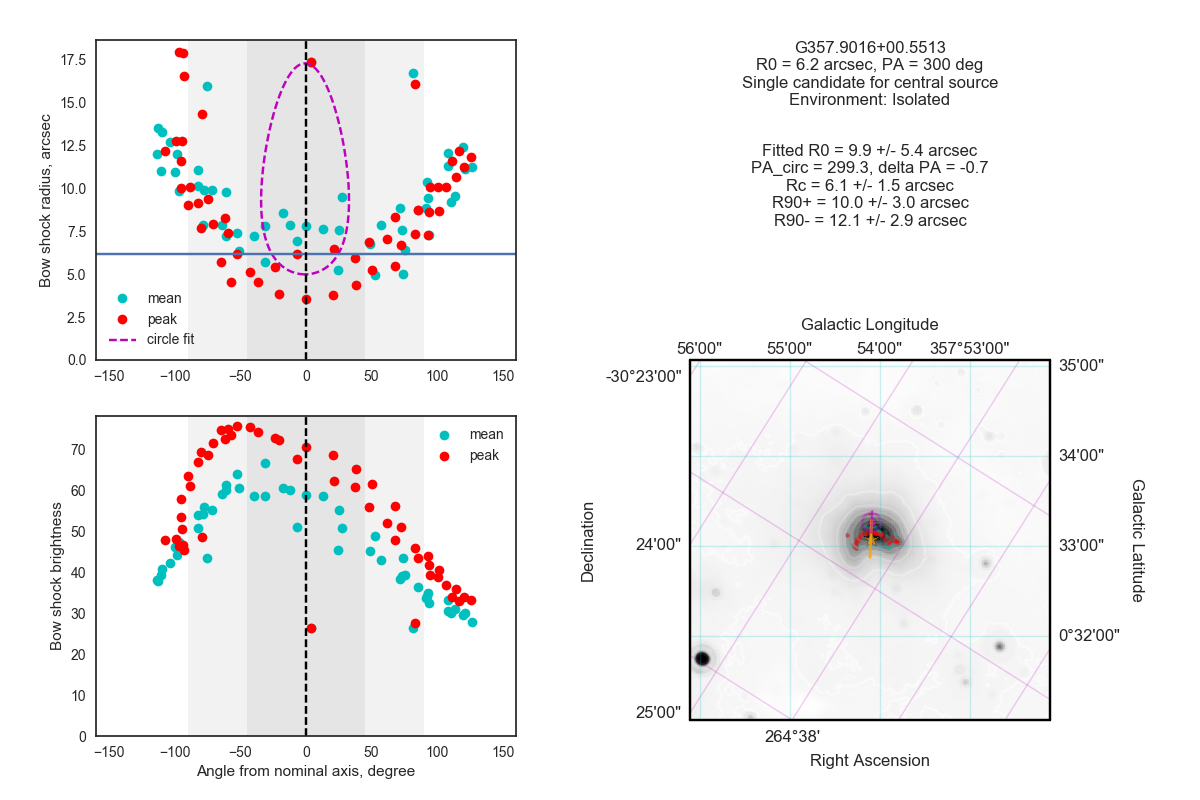 17.5
15.0
12.5
10.0
7.5
5.0
2.5
0.0
Bow shock radius, arcsec
mean
peak
circle fit
−150 −100 −50 0 50 100 150
70
60
50
40
30
20
10
0
Bow shock brightness
mean
peak
−150 −100 −50 0 50 100 150
Angle from nominal axis, degree
G357.9016+00.5513
R0 = 6.2 arcsec, PA = 300 deg
Single candidate for central source
Environment: Isolated
Fitted R0 = 9.9 +/- 5.4 arcsec
PA_circ = 299.3, delta PA = -0.7
Rc = 6.1 +/- 1.5 arcsec
R90+ = 10.0 +/- 3.0 arcsec
R90- = 12.1 +/- 2.9 arcsec
Galactic Longitude
56'00" 55'00" 54'00" 357°53'00"
-30°23'00"
24'00"
25'00"
Declination
35'00"
34'00"
33'00"
0°32'00"
Galactic Latitude
264°38'
Right Ascension